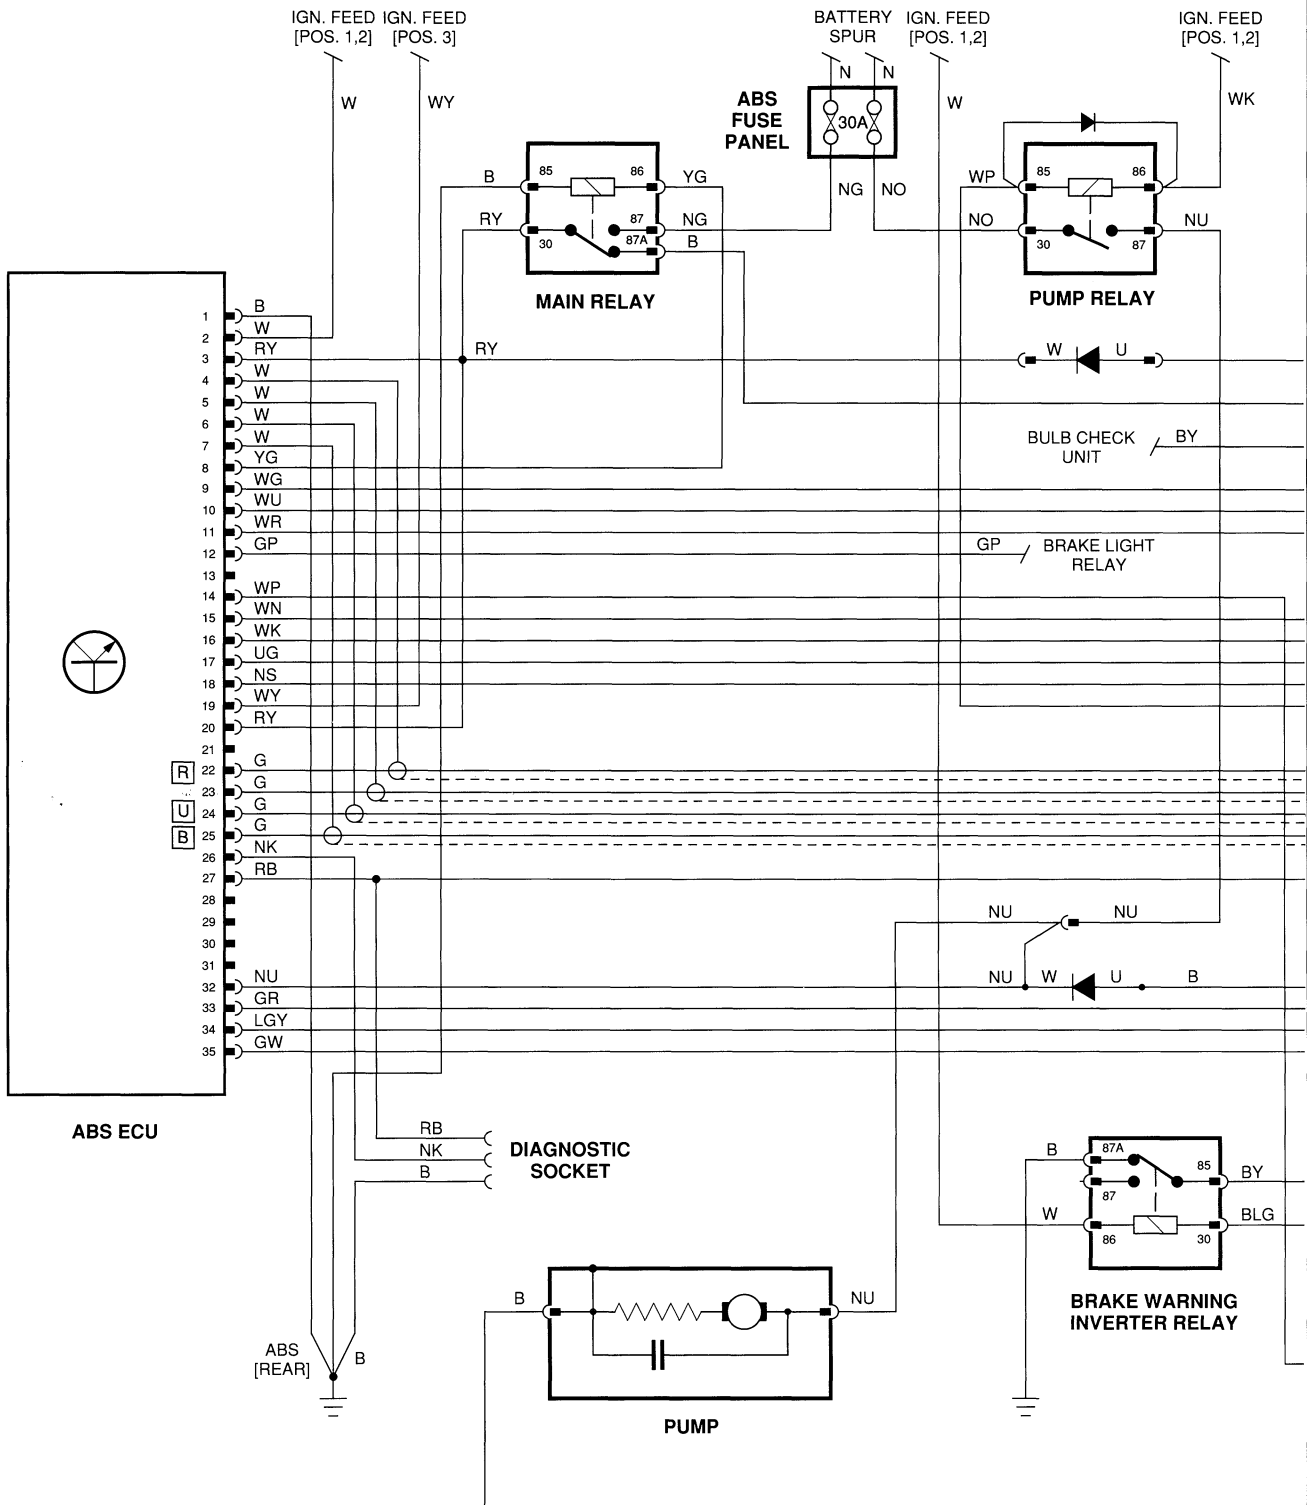 IGN. FEED
[POS. 1,2]
IGN. FEED
[POS. 3]
BATTERY
SPUR
IGN. FEED
[POS. 1,2]
IGN. FEED
[POS. 1,2]
W
WY
N
N
W
WK
ABS
FUSE
PANEL
30A
NG
NO
B
85
86
YG
RY
30
87
87A
NG
B
MAIN RELAY
WP
85
86
NO
30
87
NU
PUMP RELAY
RY
W
U
BULB CHECK
UNIT
BY
GP
BRAKE LIGHT
RELAY
1 B
2 W
3 RY
4 W
5 W
6 W
7 W
8 YG
9 WG
10 WU
11 WR
12 GP
13
14 WP
15 WN
16 WK
17 UG
18 NS
19 WY
20 RY
21
R 22 G
23 G
U 24 G
B 25 G
26 NK
27 RB
28
29
30
31
32 NU
33 GR
34 LGY
35 GW
ABS ECU
NU
NU
NU
W
U
B
RB
NK
B
DIAGNOSTIC
SOCKET
B
87A
85
BY
87
W
86
30
BLG
BRAKE WARNING
INVERTER RELAY
B
NU
PUMP
ABS
[REAR]
B